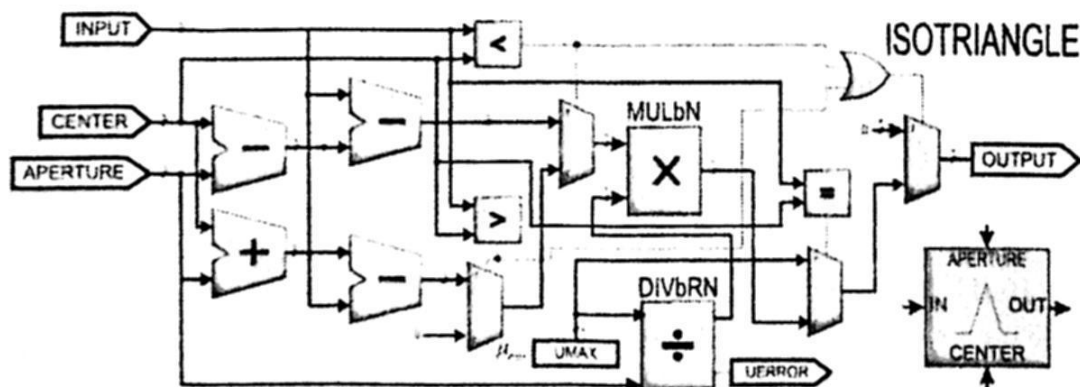 INPUT
<
ISOTRIANGLE
CENTER
−
−
MULbN
APERTURE
×
OUTPUT
=
+
>
−
DIVbRN
÷
UMAX
UERROR
APERTURE
IN
OUT
CENTER